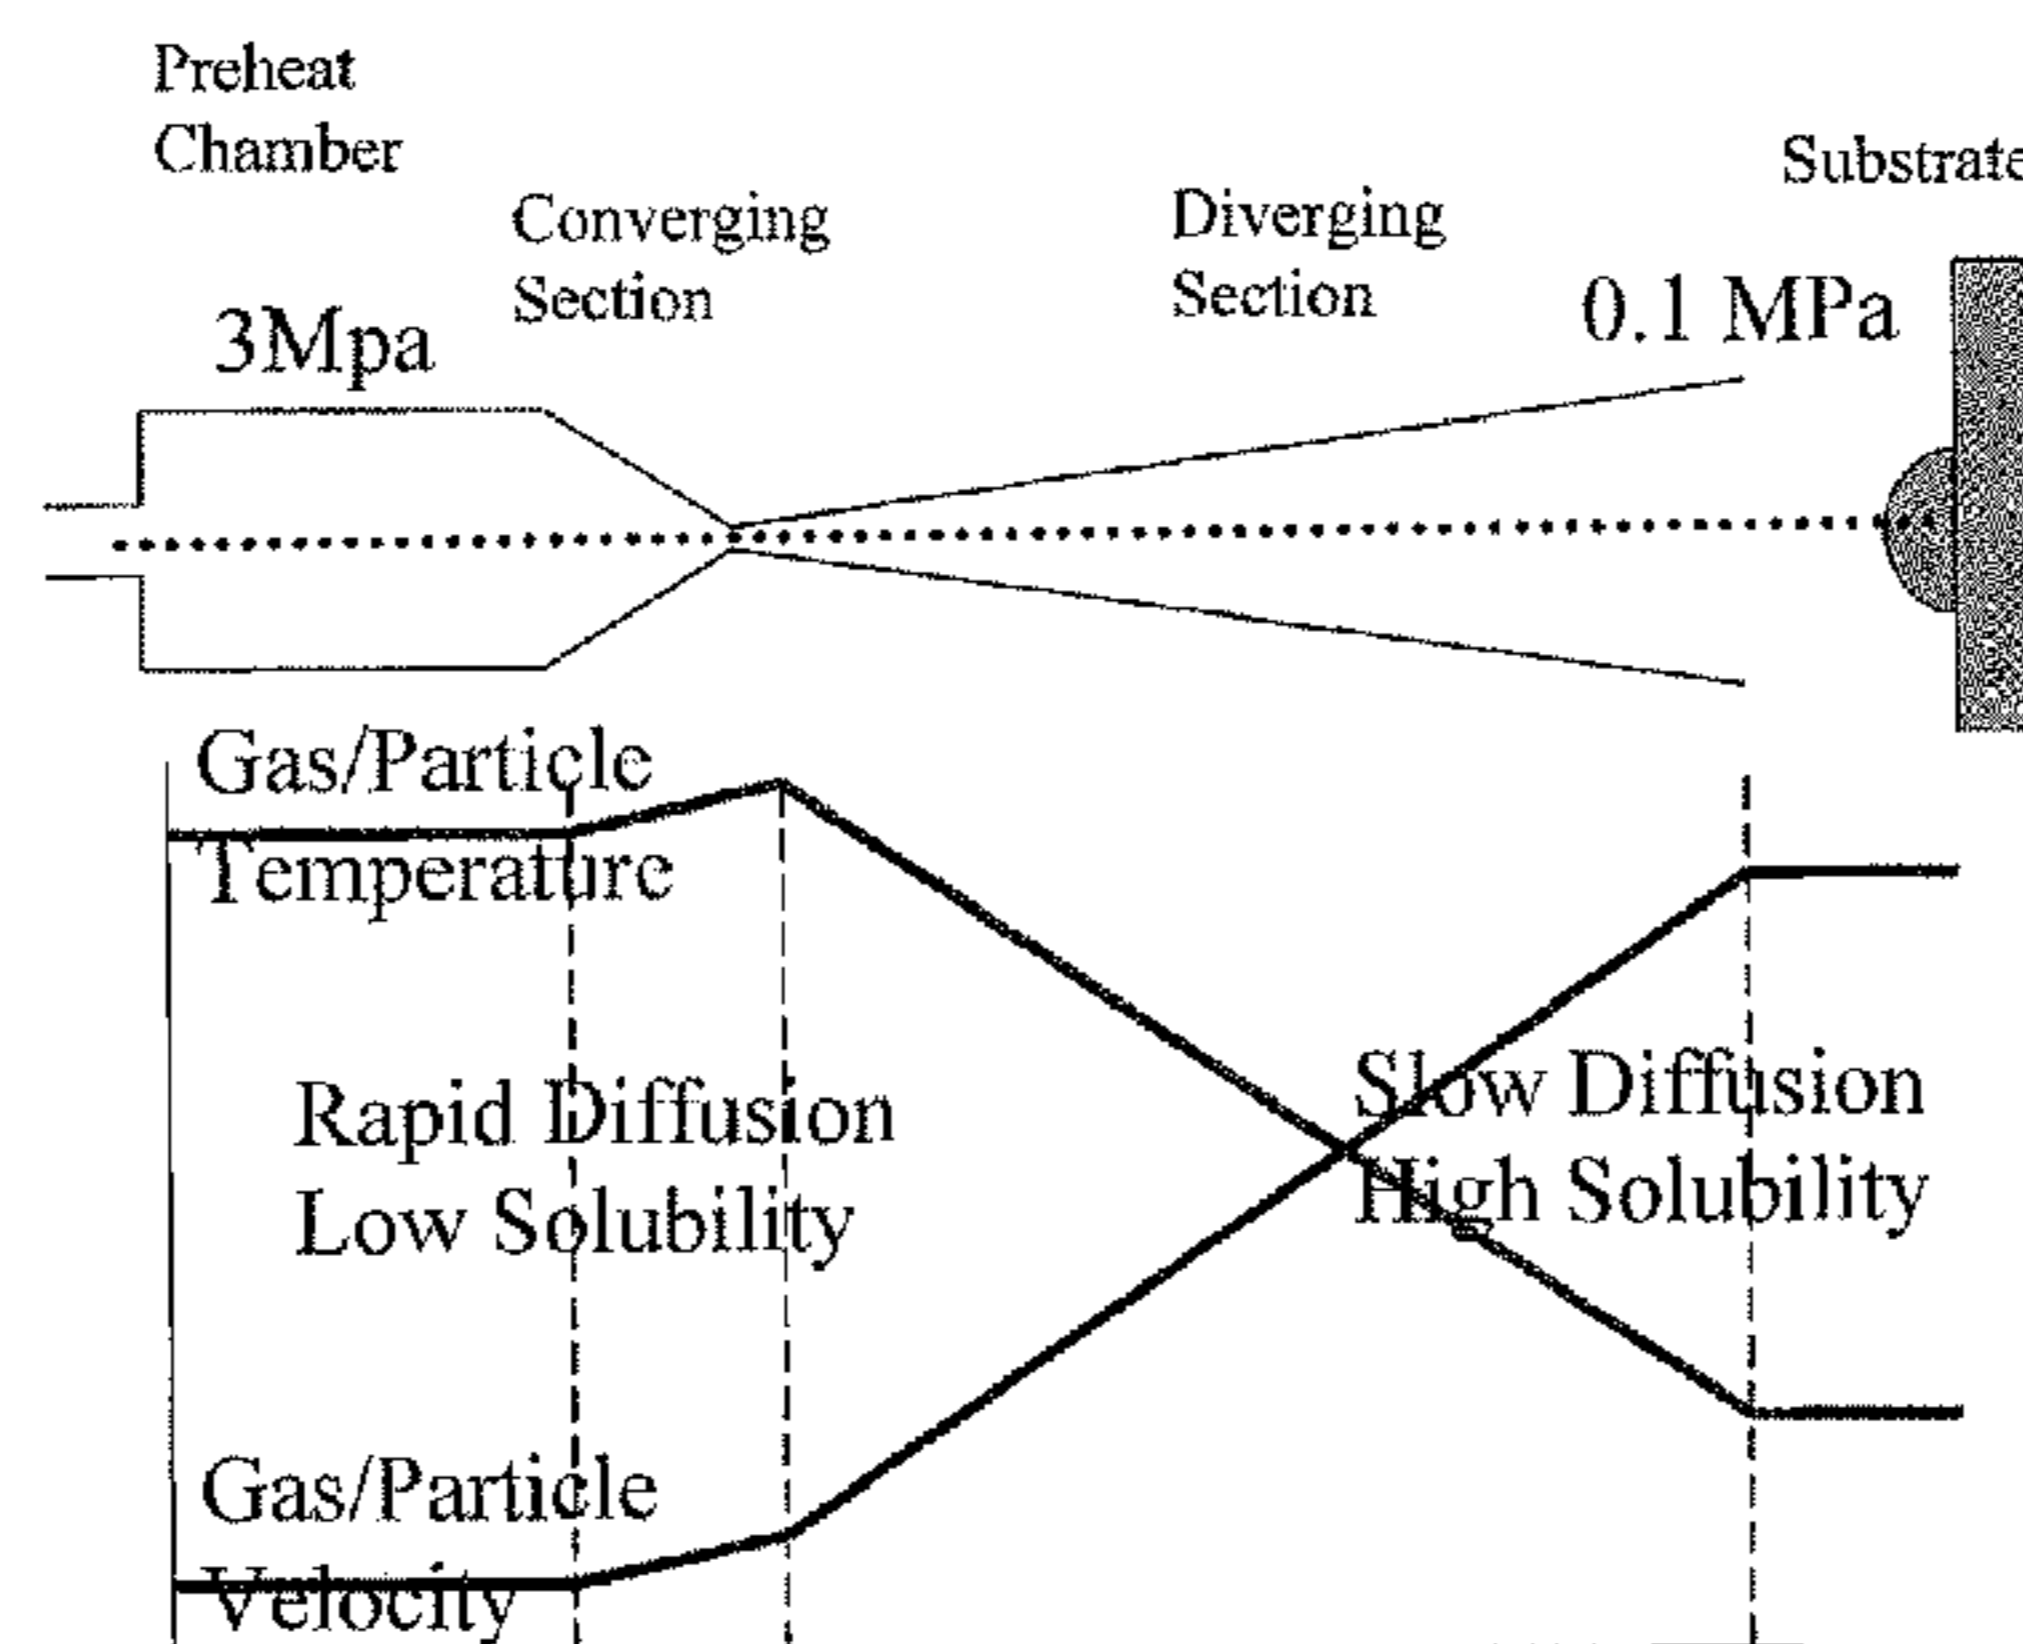 Preheat
Chamber
Converging
Section
Diverging
Section
Substrate
3Mpa
0.1 MPa
Gas/Particle
Temperature
Rapid Diffusion
Low Solubility
Slow Diffusion
High Solubility
Gas/Particle
Velocity